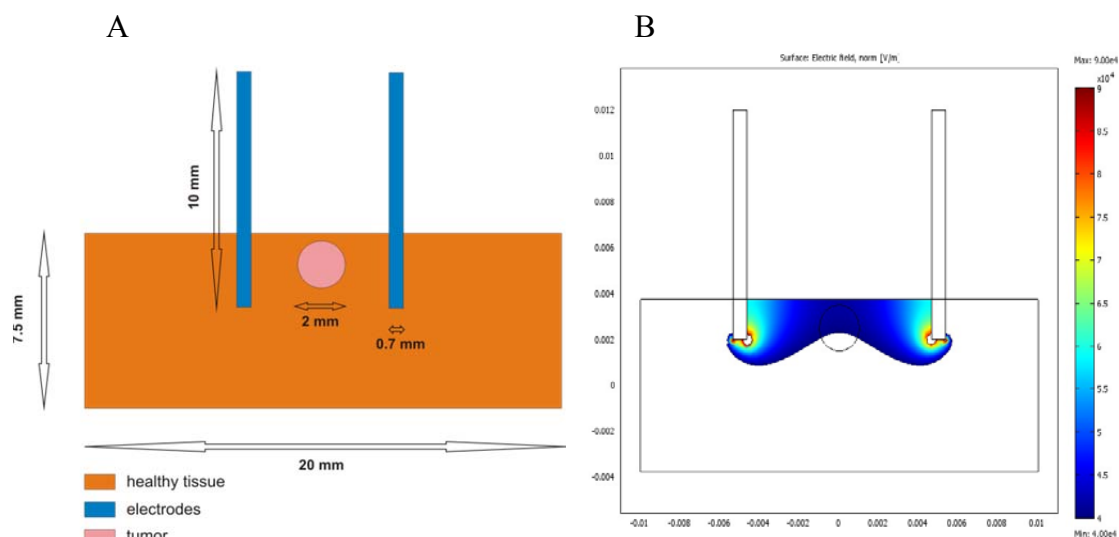 A
B
10 mm
7.5 mm
2 mm
0.7 mm
20 mm
healthy tissue
electrodes
tumor
Surface: Electric field, norm [V/m]
Max: 9.00e4
x10⁴
0.012
0.01
0.008
0.006
0.004
0.002
0
-0.002
-0.004
-0.01 -0.008 -0.006 -0.004 -0.002 0 0.002 0.004 0.006 0.008 0.01
9
8.5
8
7.5
7
6.5
6
5.5
5
4.5
4
Min: 4.00e4